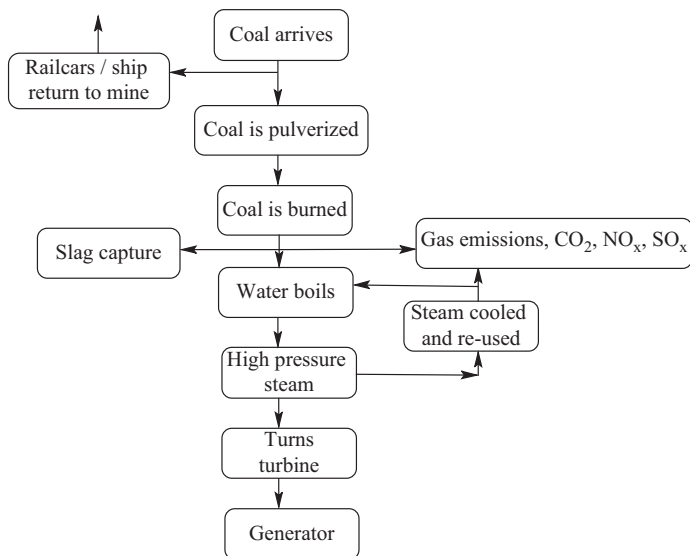 Coal arrives
Railcars / ship
return to mine
Coal is pulverized
Coal is burned
Slag capture
Gas emissions, CO₂, NOₓ, SOₓ
Water boils
Steam cooled
and re-used
High pressure
steam
Turns
turbine
Generator